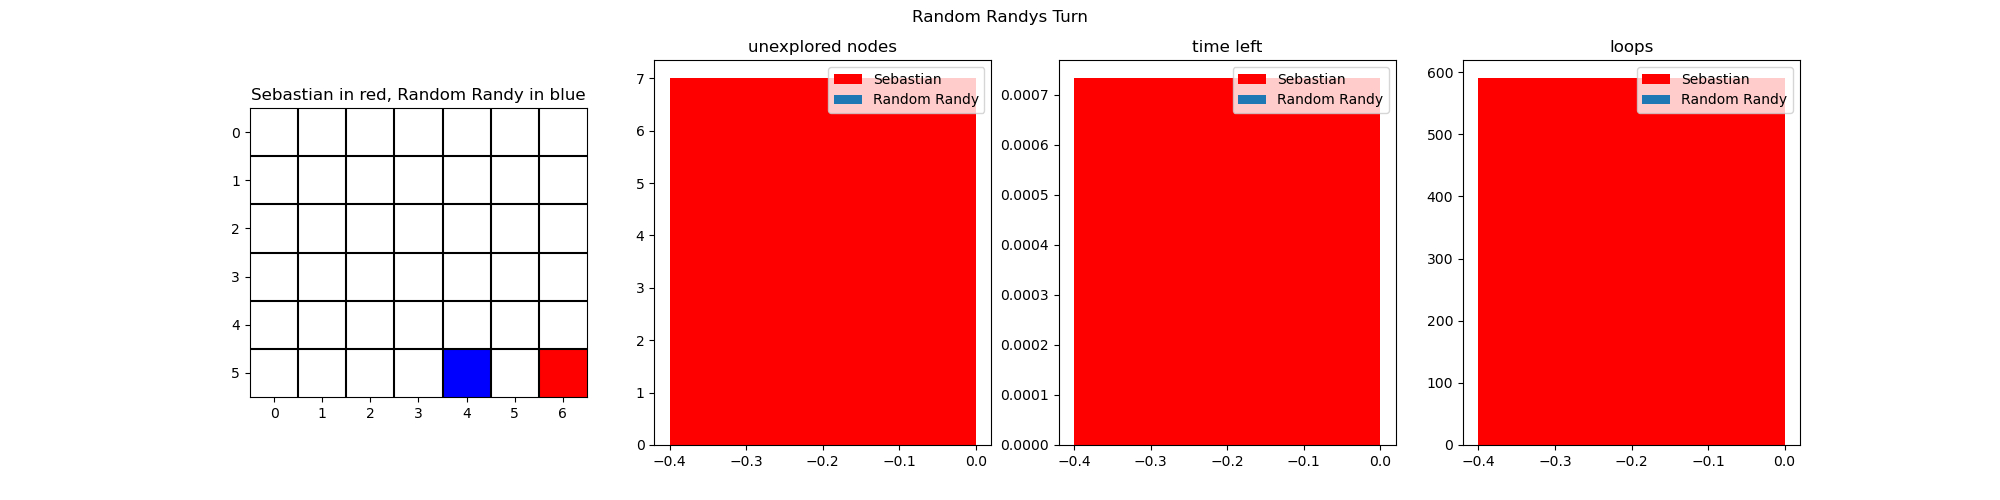 Random Randys Turn
Sebastian in red, Random Randy in blue
0
1
2
3
4
5
0 1 2 3 4 5 6
unexplored nodes
7
6
5
4
3
2
1
0
−0.4 −0.3 −0.2 −0.1 0.0
Sebastian
Random Randy
time left
0.0007
0.0006
0.0005
0.0004
0.0003
0.0002
0.0001
0.0000
−0.4 −0.3 −0.2 −0.1 0.0
Sebastian
Random Randy
loops
600
500
400
300
200
100
0
−0.4 −0.3 −0.2 −0.1 0.0
Sebastian
Random Randy